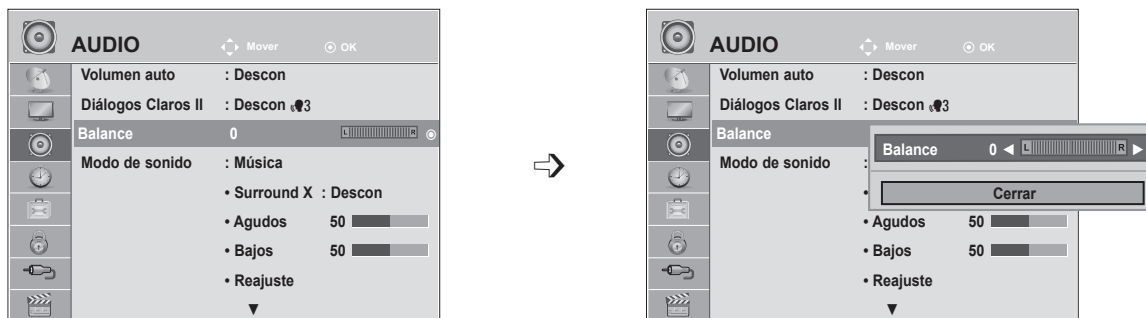 AUDIO Mover OK
Volumen auto : Descon
Diálogos Claros II : Descon 3
Balance 0 L R
Modo de sonido : Música
• Surround X : Descon
• Agudos 50
• Bajos 50
• Reajuste
AUDIO Mover OK
Volumen auto : Descon
Diálogos Claros II : Descon 3
Balance
Balance 0 L R
Modo de sonido :
Cerrar
•
• Agudos 50
• Bajos 50
• Reajuste